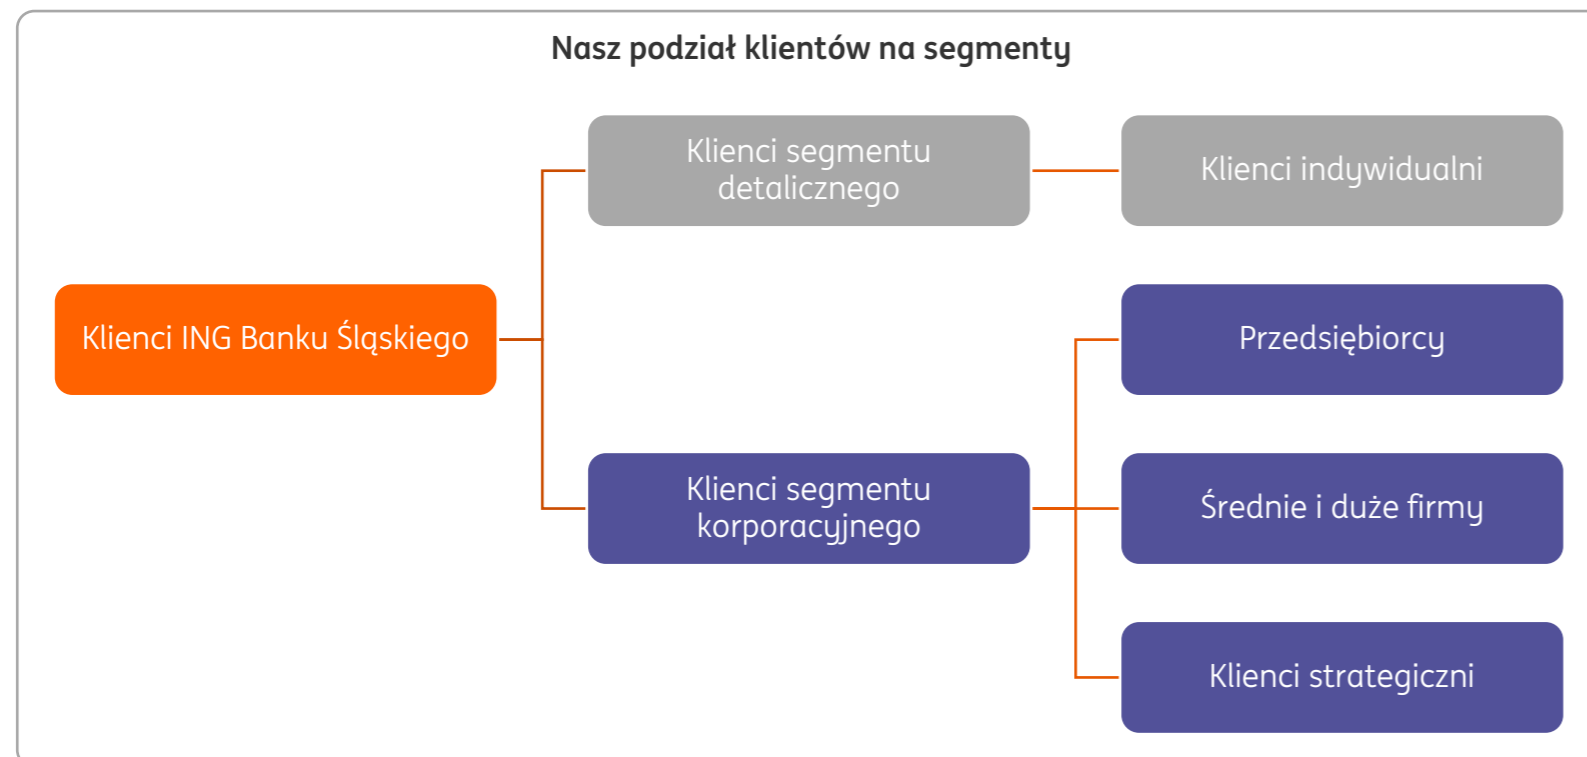 Nasz podział klientów na segmenty
Klienci segmentu
detalicznego
Klienci indywidualni
Klienci ING Banku Śląskiego
Przedsiębiorcy
Klienci segmentu
korporacyjnego
Średnie i duże firmy
Klienci strategiczni